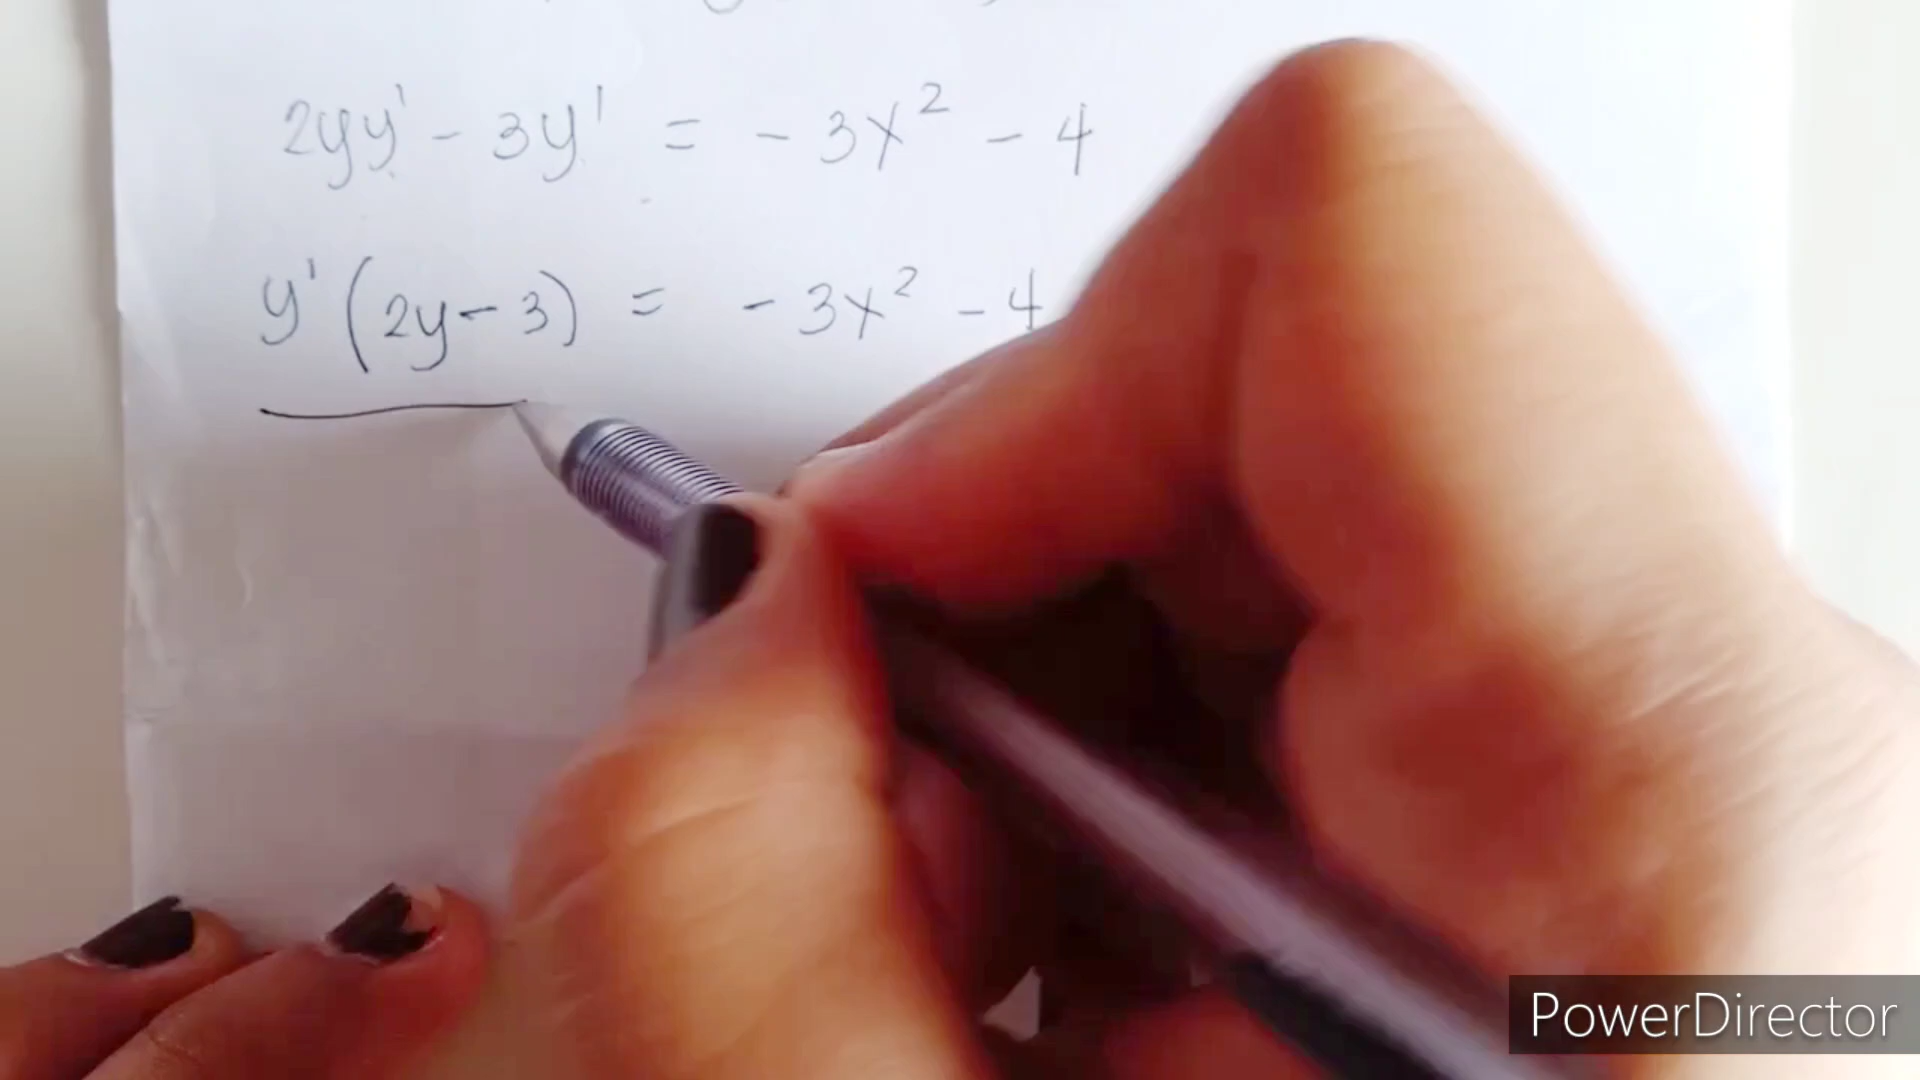 2yy' - 3y' = - 3x² - 4
y' (2y - 3) = - 3x² - 4
PowerDirector